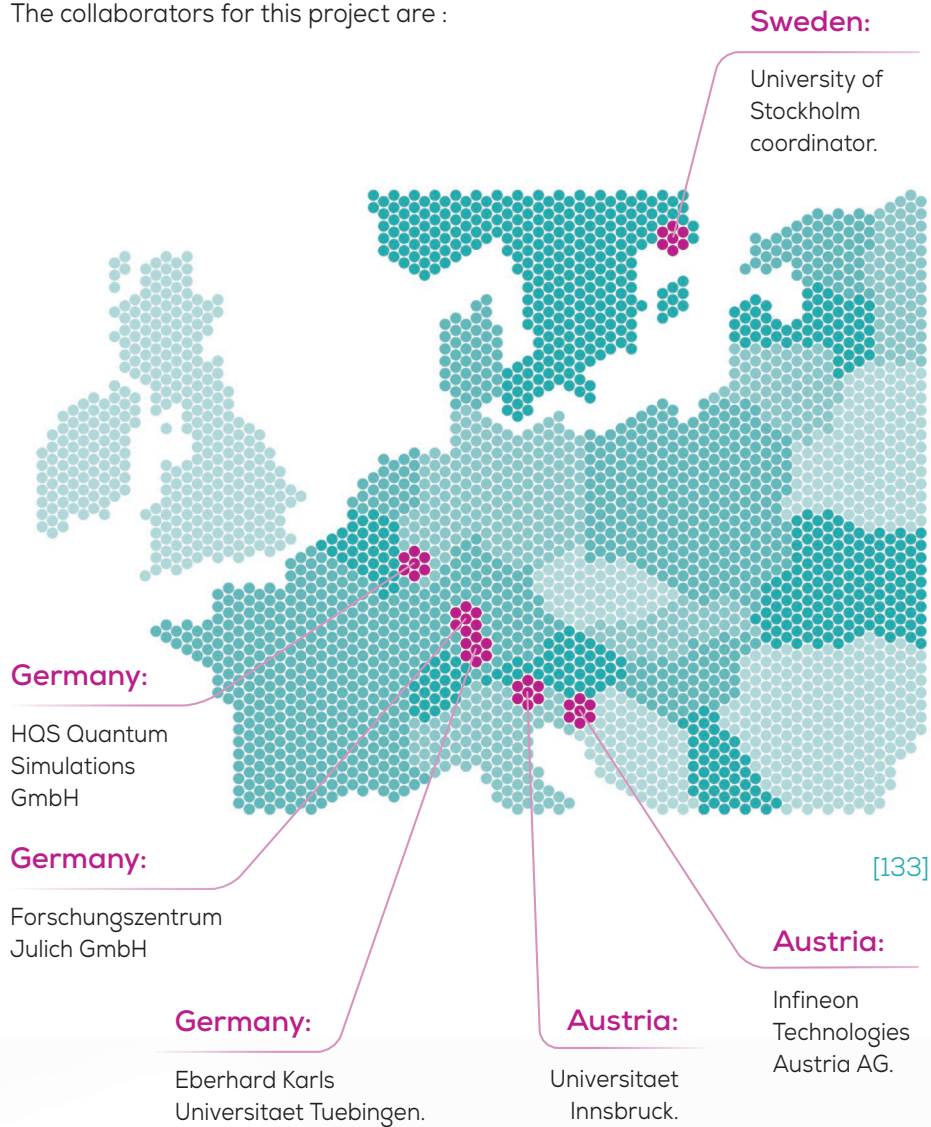 The collaborators for this project are :
Sweden:
University of
Stockholm
coordinator.
Germany:
HQS Quantum
Simulations
GmbH
Germany:
Forschungszentrum
Julich GmbH
[133]
Austria:
Infineon
Technologies
Austria AG.
Germany:
Eberhard Karls
Universitaet Tuebingen.
Austria:
Universitaet
Innsbruck.